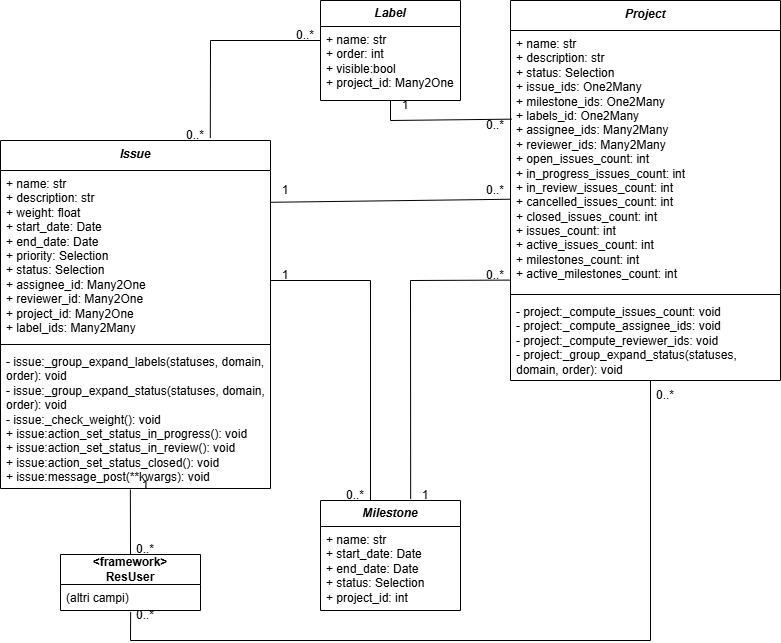 Label
+ name: str
+ order: int
+ visible:bool
+ project_id: Many2One
Project
+ name: str
+ description: str
+ status: Selection
+ issue_ids: One2Many
+ milestone_ids: One2Many
+ labels_id: One2Many
+ assignee_ids: Many2Many
+ reviewer_ids: Many2Many
+ open_issues_count: int
+ in_progress_issues_count: int
+ in_review_issues_count: int
+ cancelled_issues_count: int
+ closed_issues_count: int
+ issues_count: int
+ active_issues_count: int
+ milestones_count: int
+ active_milestones_count: int
- project:_compute_issues_count: void
- project:_compute_assignee_ids: void
- project:_compute_reviewer_ids: void
- project:_group_expand_status(statuses,
domain, order): void
0..*
0..*
1
0..*
Issue
+ name: str
+ description: str
+ weight: float
+ start_date: Date
+ end_date: Date
+ priority: Selection
+ status: Selection
+ assignee_id: Many2One
+ reviewer_id: Many2One
+ project_id: Many2One
+ label_ids: Many2Many
- issue:_group_expand_labels(statuses, domain,
order): void
- issue:_group_expand_status(statuses, domain,
order): void
- issue:_check_weight(): void
+ issue:action_set_status_in_progress(): void
+ issue:action_set_status_in_review(): void
+ issue:action_set_status_closed(): void
+ issue:message_post(**kwargs): void
1
0..*
1
0..*
0..*
0..*
1
Milestone
+ name: str
+ start_date: Date
+ end_date: Date
+ status: Selection
+ project_id: int
1
0..*
<framework>
ResUser
(altri campi)
0..*